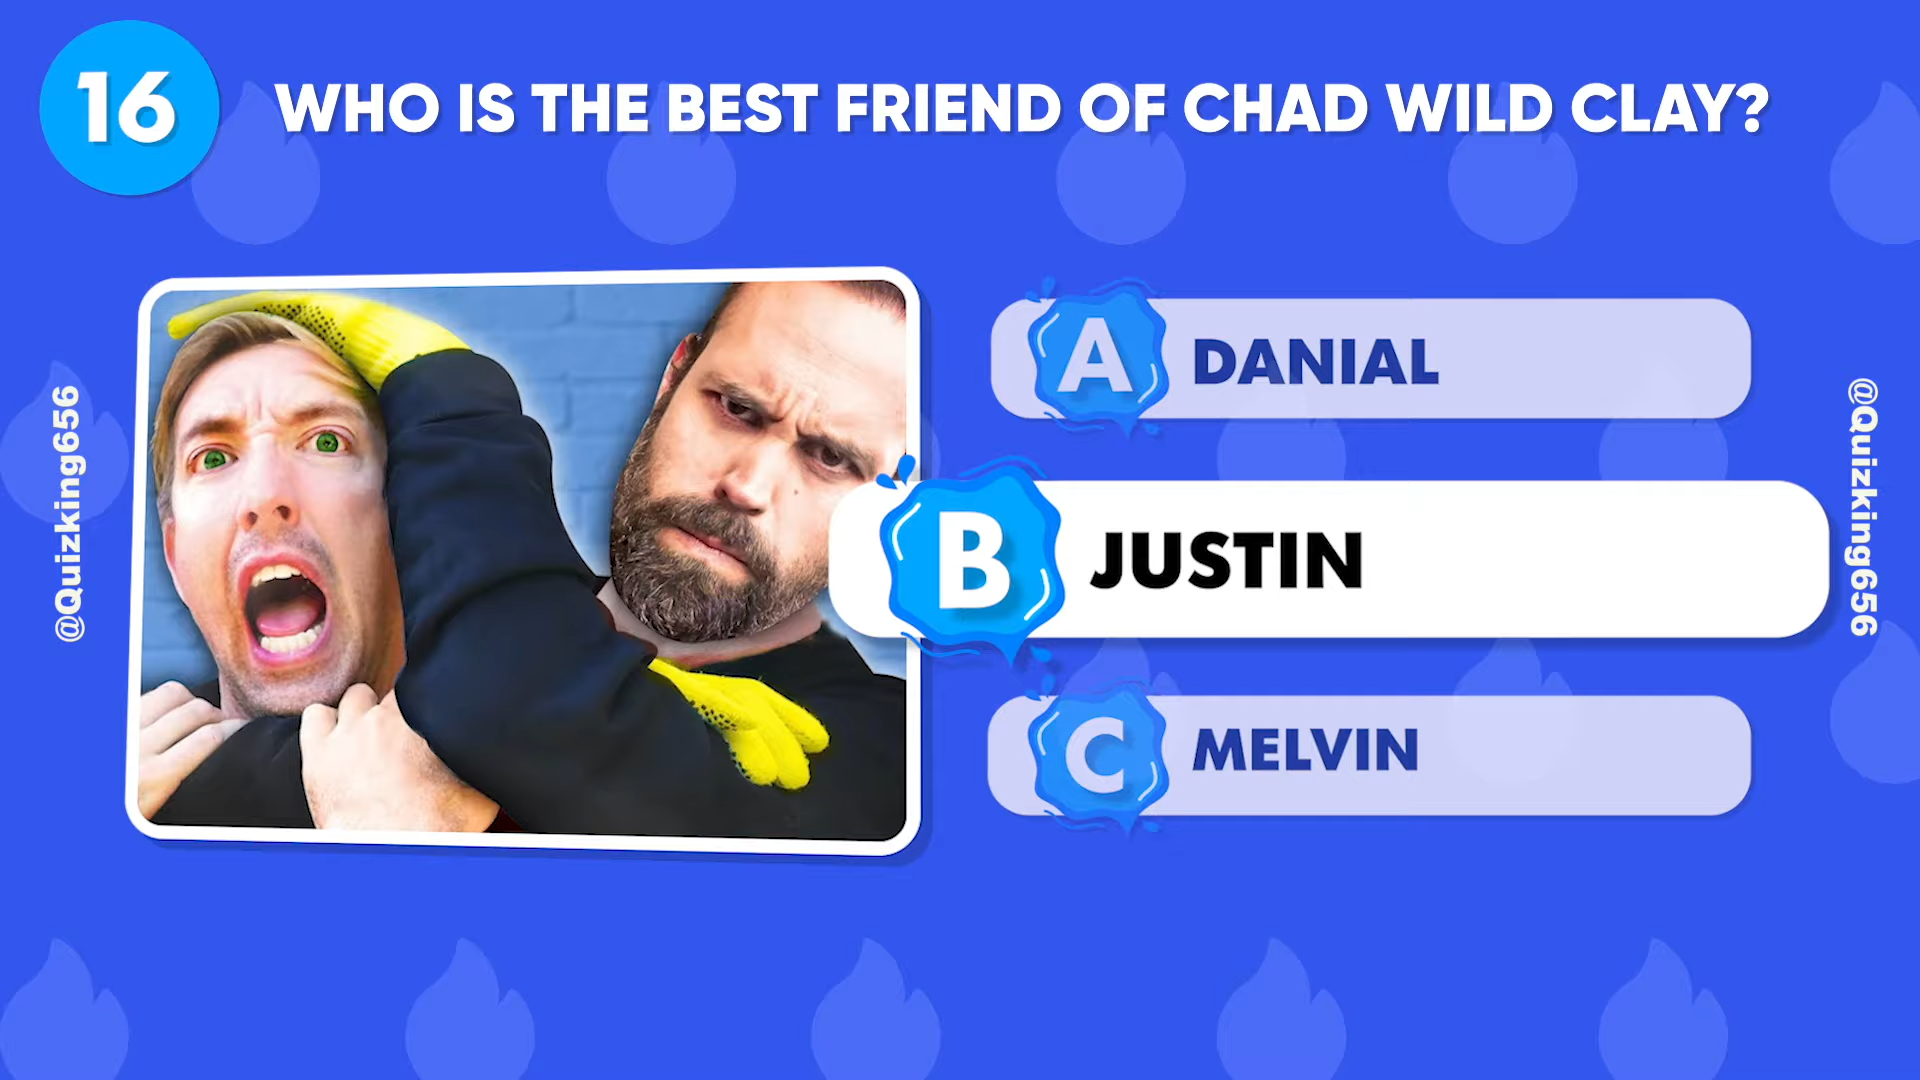 16
WHO IS THE BEST FRIEND OF CHAD WILD CLAY?
@Quizking656
A DANIAL
B JUSTIN
C MELVIN
@Quizking656